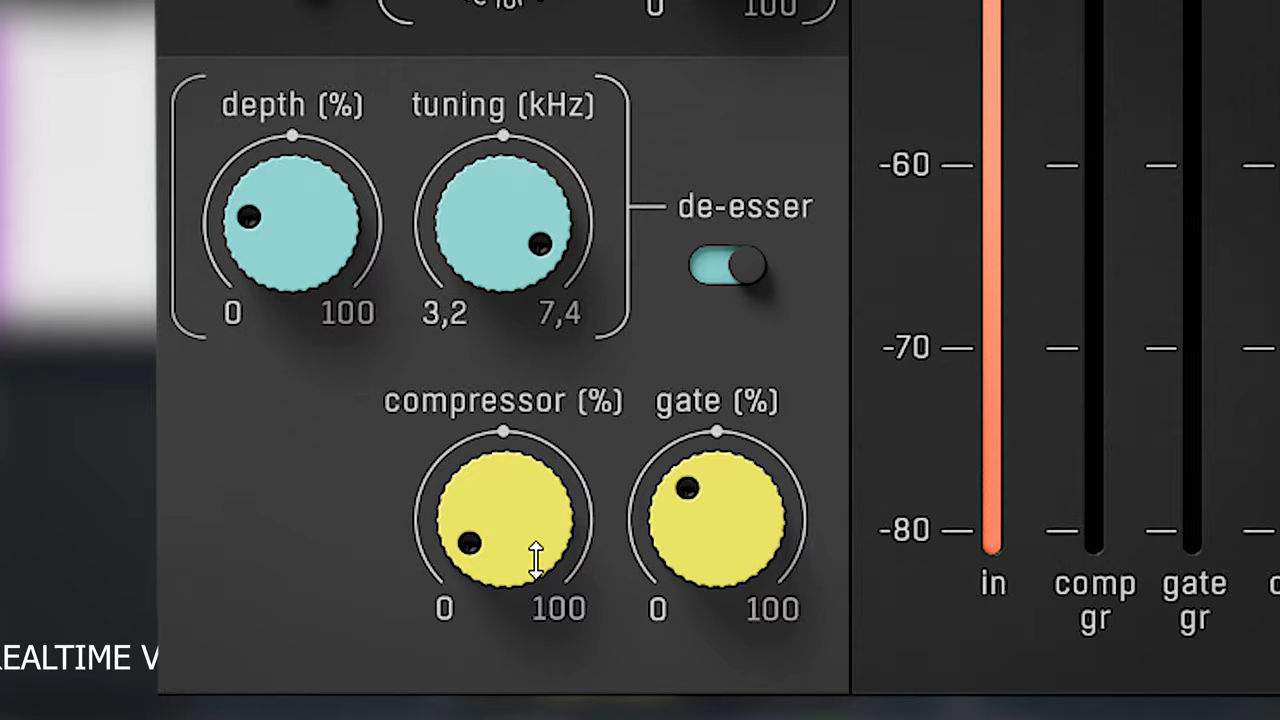 0 100
depth (%) tuning (kHz)
0 100 3,2 7,4
de-esser
compressor (%) gate (%)
0 100 0 100
-60
-70
-80
in comp gr gate gr
REALTIME V